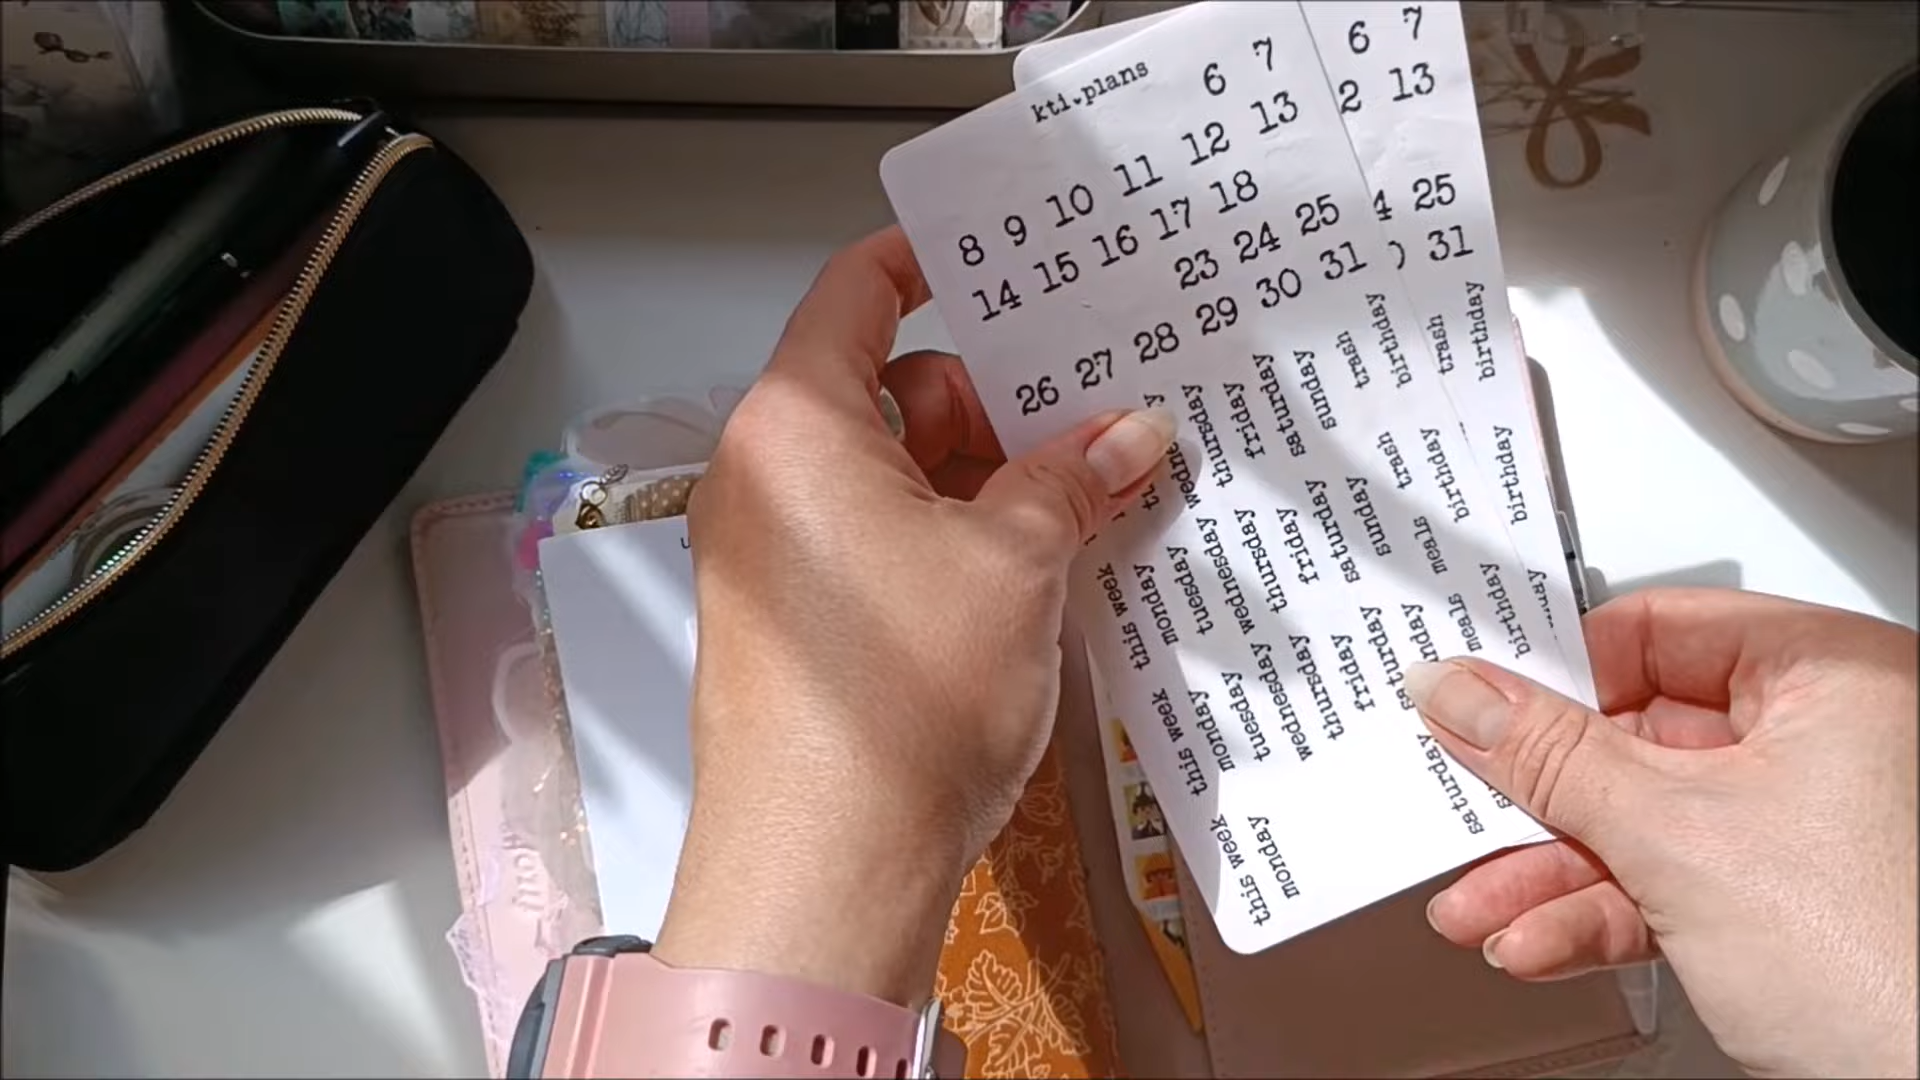 kti.plans
6 7
8 9 10 11 12 13
14 15 16 17 18
23 24 25
26 27 28 29 30 31
this week this week this week
monday monday monday
tuesday tuesday
wednesday wednesday
thursday thursday thursday
friday friday friday
saturday saturday saturday
sunday sunday
trash trash
meals meals
birthday birthday birthday
6 7
2 13
4 25
31
trash
birthday birthday
saturday